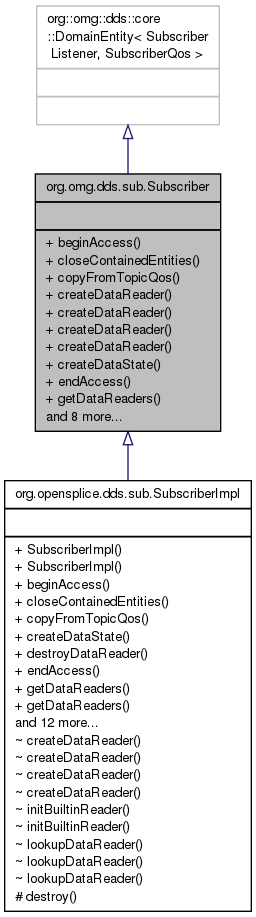 org::omg::dds::core
::DomainEntity< Subscriber
Listener, SubscriberQos >
org.omg.dds.sub.Subscriber
+ beginAccess()
+ closeContainedEntities()
+ copyFromTopicQos()
+ createDataReader()
+ createDataReader()
+ createDataReader()
+ createDataReader()
+ createDataState()
+ endAccess()
+ getDataReaders()
and 8 more...
org.opensplice.dds.sub.SubscriberImpl
+ SubscriberImpl()
+ SubscriberImpl()
+ beginAccess()
+ closeContainedEntities()
+ copyFromTopicQos()
+ createDataState()
+ destroyDataReader()
+ endAccess()
+ getDataReaders()
+ getDataReaders()
and 12 more...
~ createDataReader()
~ createDataReader()
~ createDataReader()
~ createDataReader()
~ initBuiltinReader()
~ initBuiltinReader()
~ lookupDataReader()
~ lookupDataReader()
~ lookupDataReader()
# destroy()